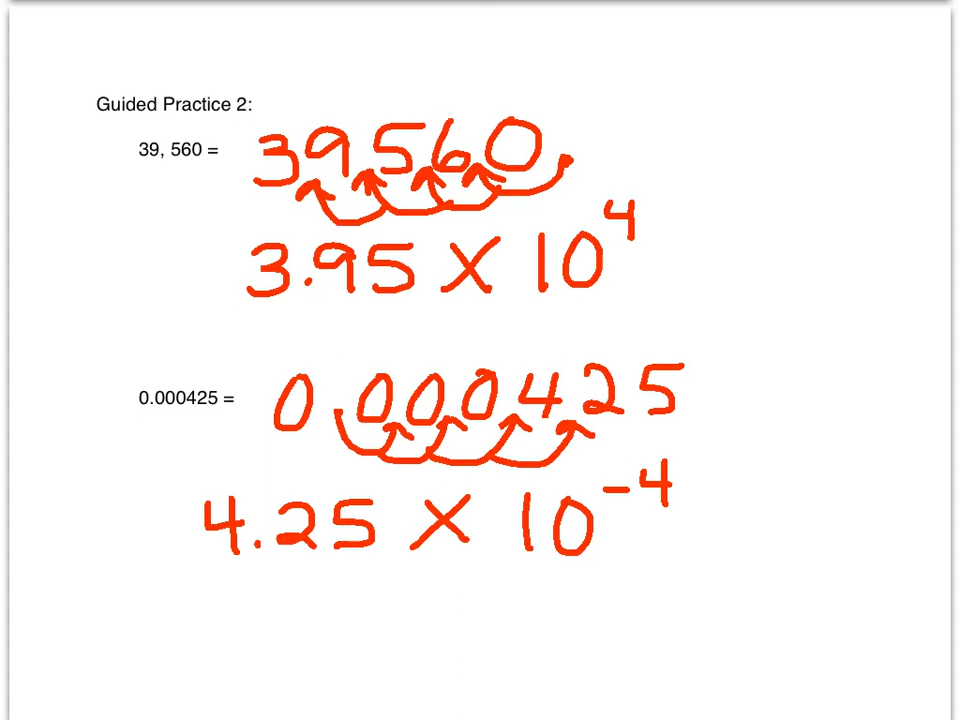 Guided Practice 2:
39, 560 = 39560.
3.95 X 10^4
0.000425 = 0.000425
4.25 X 10^-4